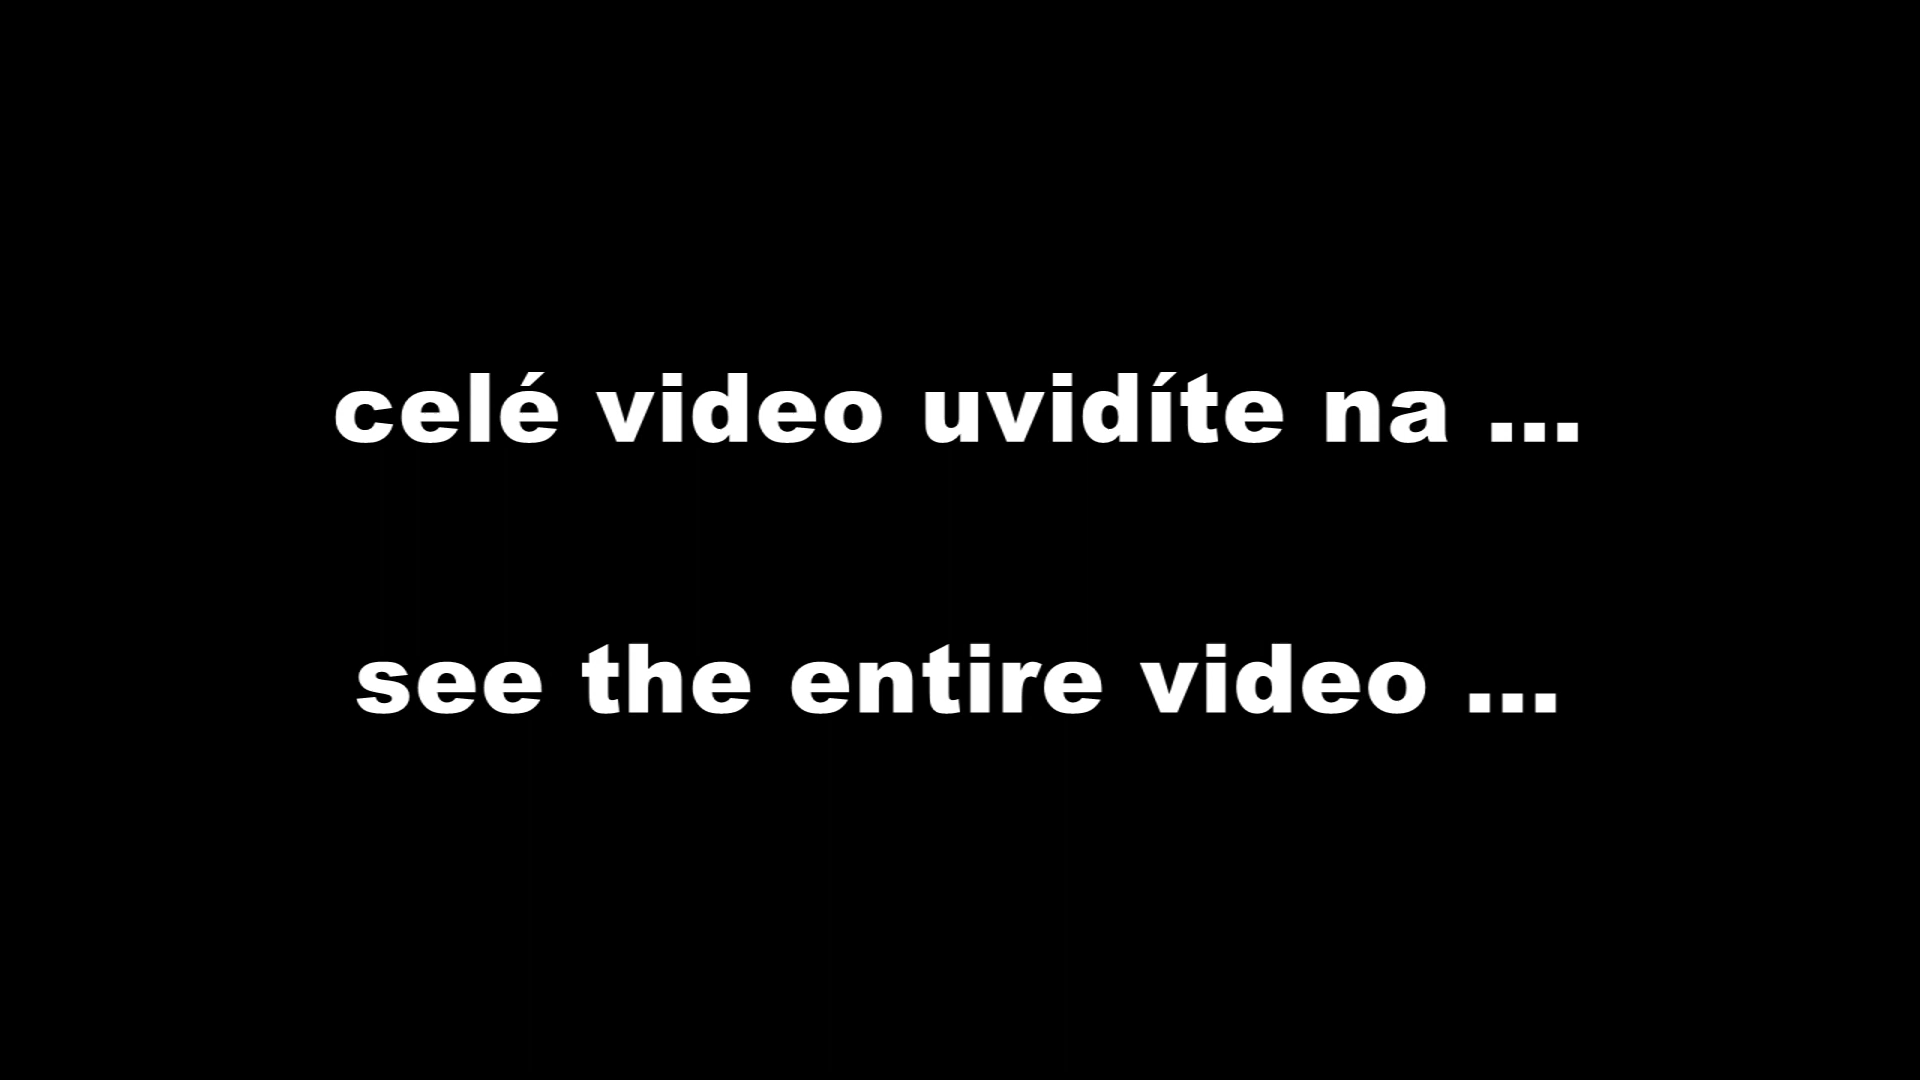 celé video uvidíte na ...
see the entire video ...